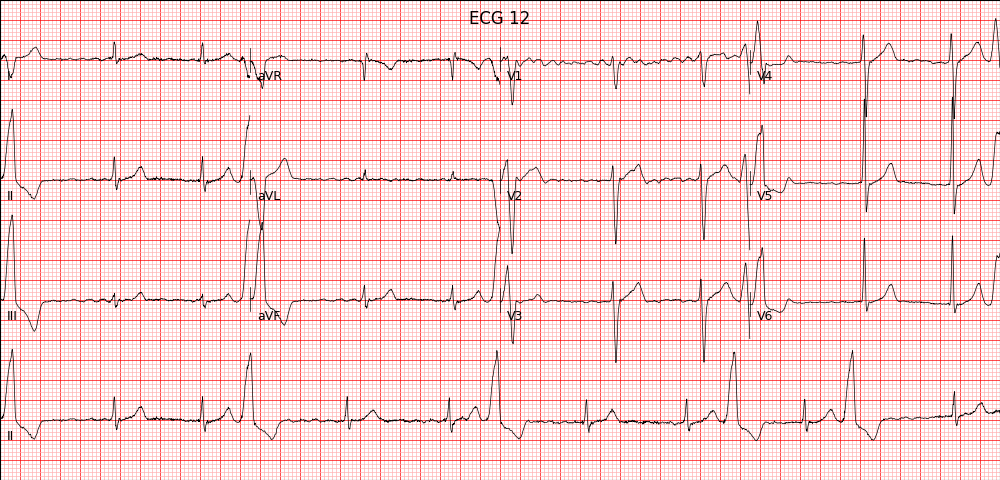 ECG 12
I aVR V1 V4
II aVL V2 V5
III aVF V3 V6
II